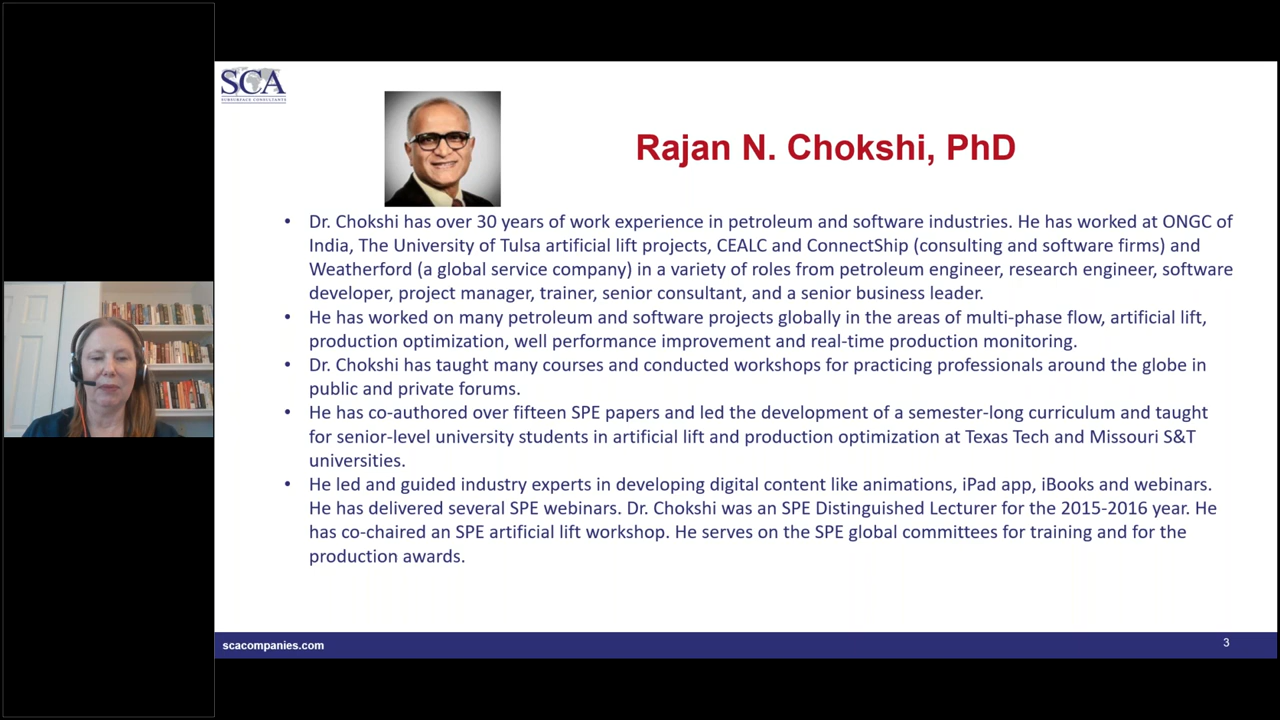 SCA
SUBSURFACE CONSULTANTS
Rajan N. Chokshi, PhD
• Dr. Chokshi has over 30 years of work experience in petroleum and software industries. He has worked at ONGC of
India, The University of Tulsa artificial lift projects, CEALC and ConnectShip (consulting and software firms) and
Weatherford (a global service company) in a variety of roles from petroleum engineer, research engineer, software
developer, project manager, trainer, senior consultant, and a senior business leader.
• He has worked on many petroleum and software projects globally in the areas of multi-phase flow, artificial lift,
production optimization, well performance improvement and real-time production monitoring.
• Dr. Chokshi has taught many courses and conducted workshops for practicing professionals around the globe in
public and private forums.
• He has co-authored over fifteen SPE papers and led the development of a semester-long curriculum and taught
for senior-level university students in artificial lift and production optimization at Texas Tech and Missouri S&T
universities.
• He led and guided industry experts in developing digital content like animations, iPad app, iBooks and webinars.
He has delivered several SPE webinars. Dr. Chokshi was an SPE Distinguished Lecturer for the 2015-2016 year. He
has co-chaired an SPE artificial lift workshop. He serves on the SPE global committees for training and for the
production awards.
scacompanies.com
3